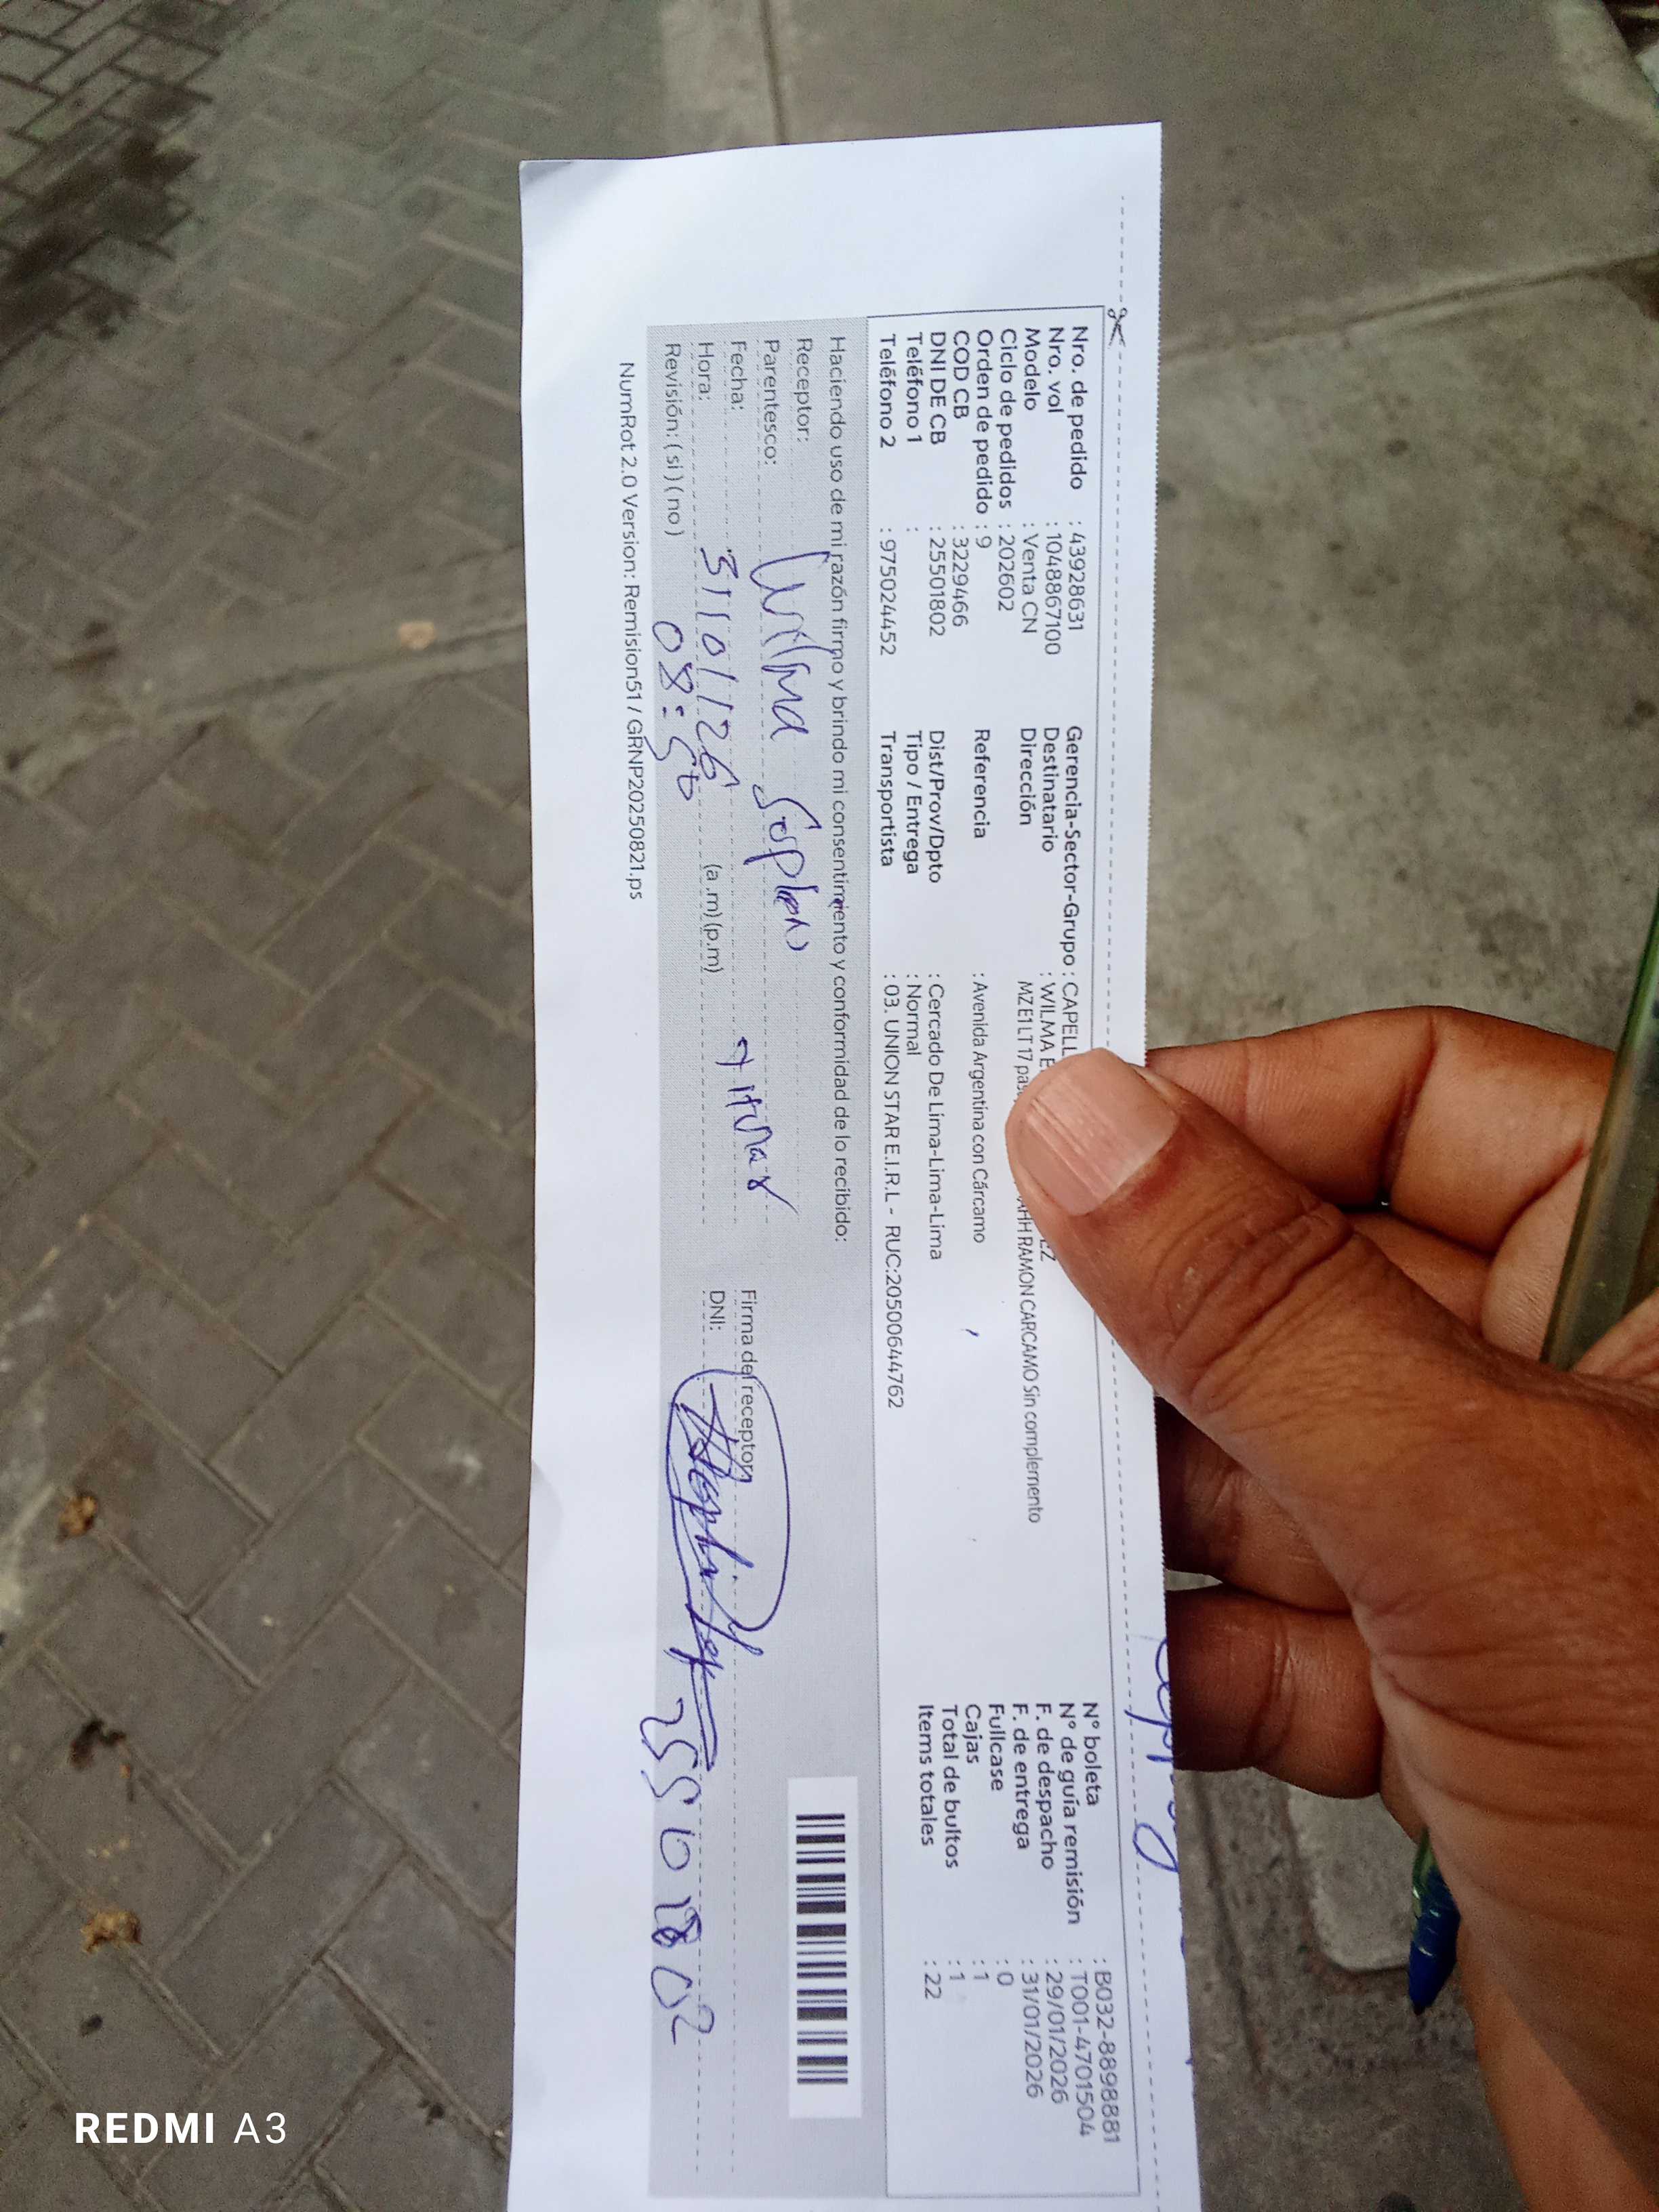 Nro. de pedido : 43928631
Nro. vol : 1048867100
Modelo : Venta CN
Ciclo de pedidos : 202602
Orden de pedido : 9
COD CB : 3229466
DNI DE CB : 25501802
Teléfono 1 :
Teléfono 2 : 975024452
Gerencia-Sector-Grupo : CAPELL
Destinatario : WILMA E EZ
Dirección MZ E1 LT 17 AHH RAMON CARCAMO Sin complemento
Referencia : Avenida Argentina con Cárcamo
Dist/Prov/Dpto : Cercado De Lima-Lima-Lima
Tipo / Entrega : Normal
Transportista : 03. UNION STAR E.I.R.L - RUC:20500644762
N° boleta : B032-8898881
N° de guía remisión : T001-4701504
F. de despacho : 29/01/2026
F. de entrega : 31/01/2026
Fullcase : 0
Cajas : 1
Total de bultos : 1
Items totales : 22
Haciendo uso de mi razón firmo y brindo mi consentimiento y conformidad de lo recibido:
Receptor: Wilma Soplin
Parentesco: titular
Fecha: 31/01/26
Hora: 08:50 (a.m)(p.m)
Revisión: (si)(no)
Firma del receptor
DNI: 25501802
NumRot 2.0 Version: Remision51 / GRNP20250821.ps
REDMI A3